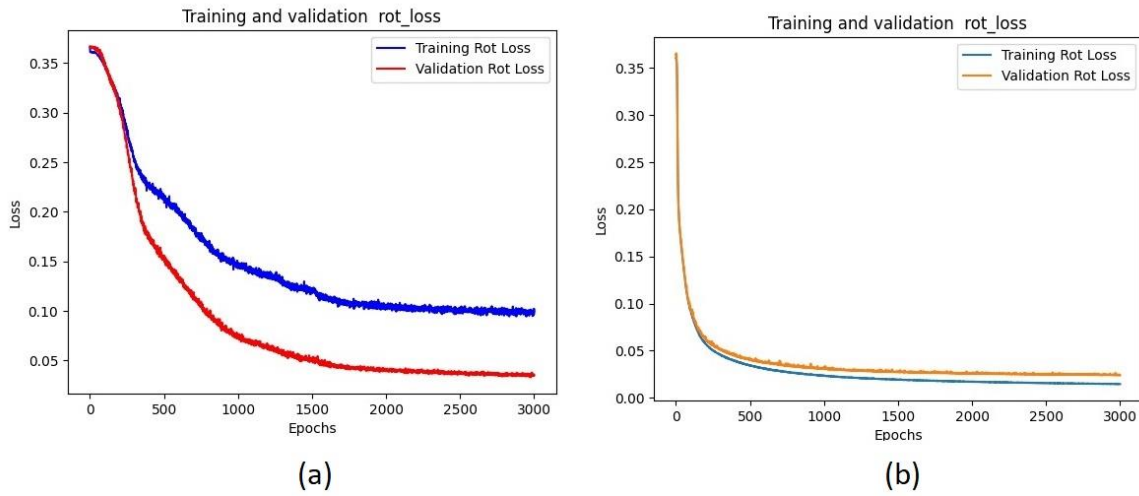 Training and validation rot_loss
Training Rot Loss
Validation Rot Loss
0.35
0.30
0.25
0.20
0.15
0.10
0.05
Loss
0 500 1000 1500 2000 2500 3000
Epochs
(a)
Training and validation rot_loss
Training Rot Loss
Validation Rot Loss
0.35
0.30
0.25
0.20
0.15
0.10
0.05
0.00
Loss
0 500 1000 1500 2000 2500 3000
Epochs
(b)